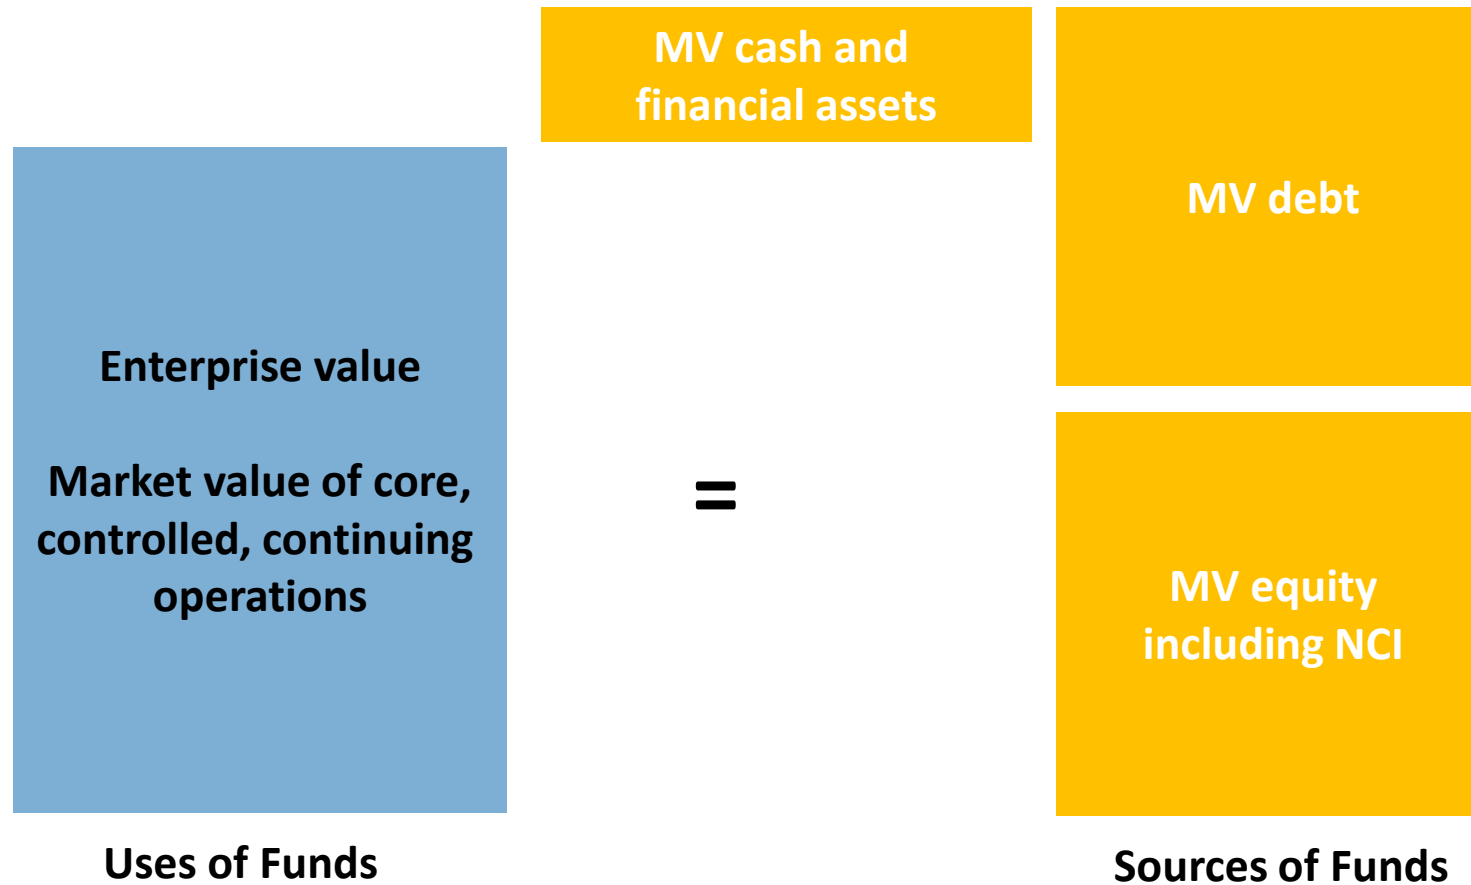 MV cash and
financial assets
MV debt
Enterprise value
Market value of core,
controlled, continuing
operations
=
MV equity
including NCI
Uses of Funds
Sources of Funds